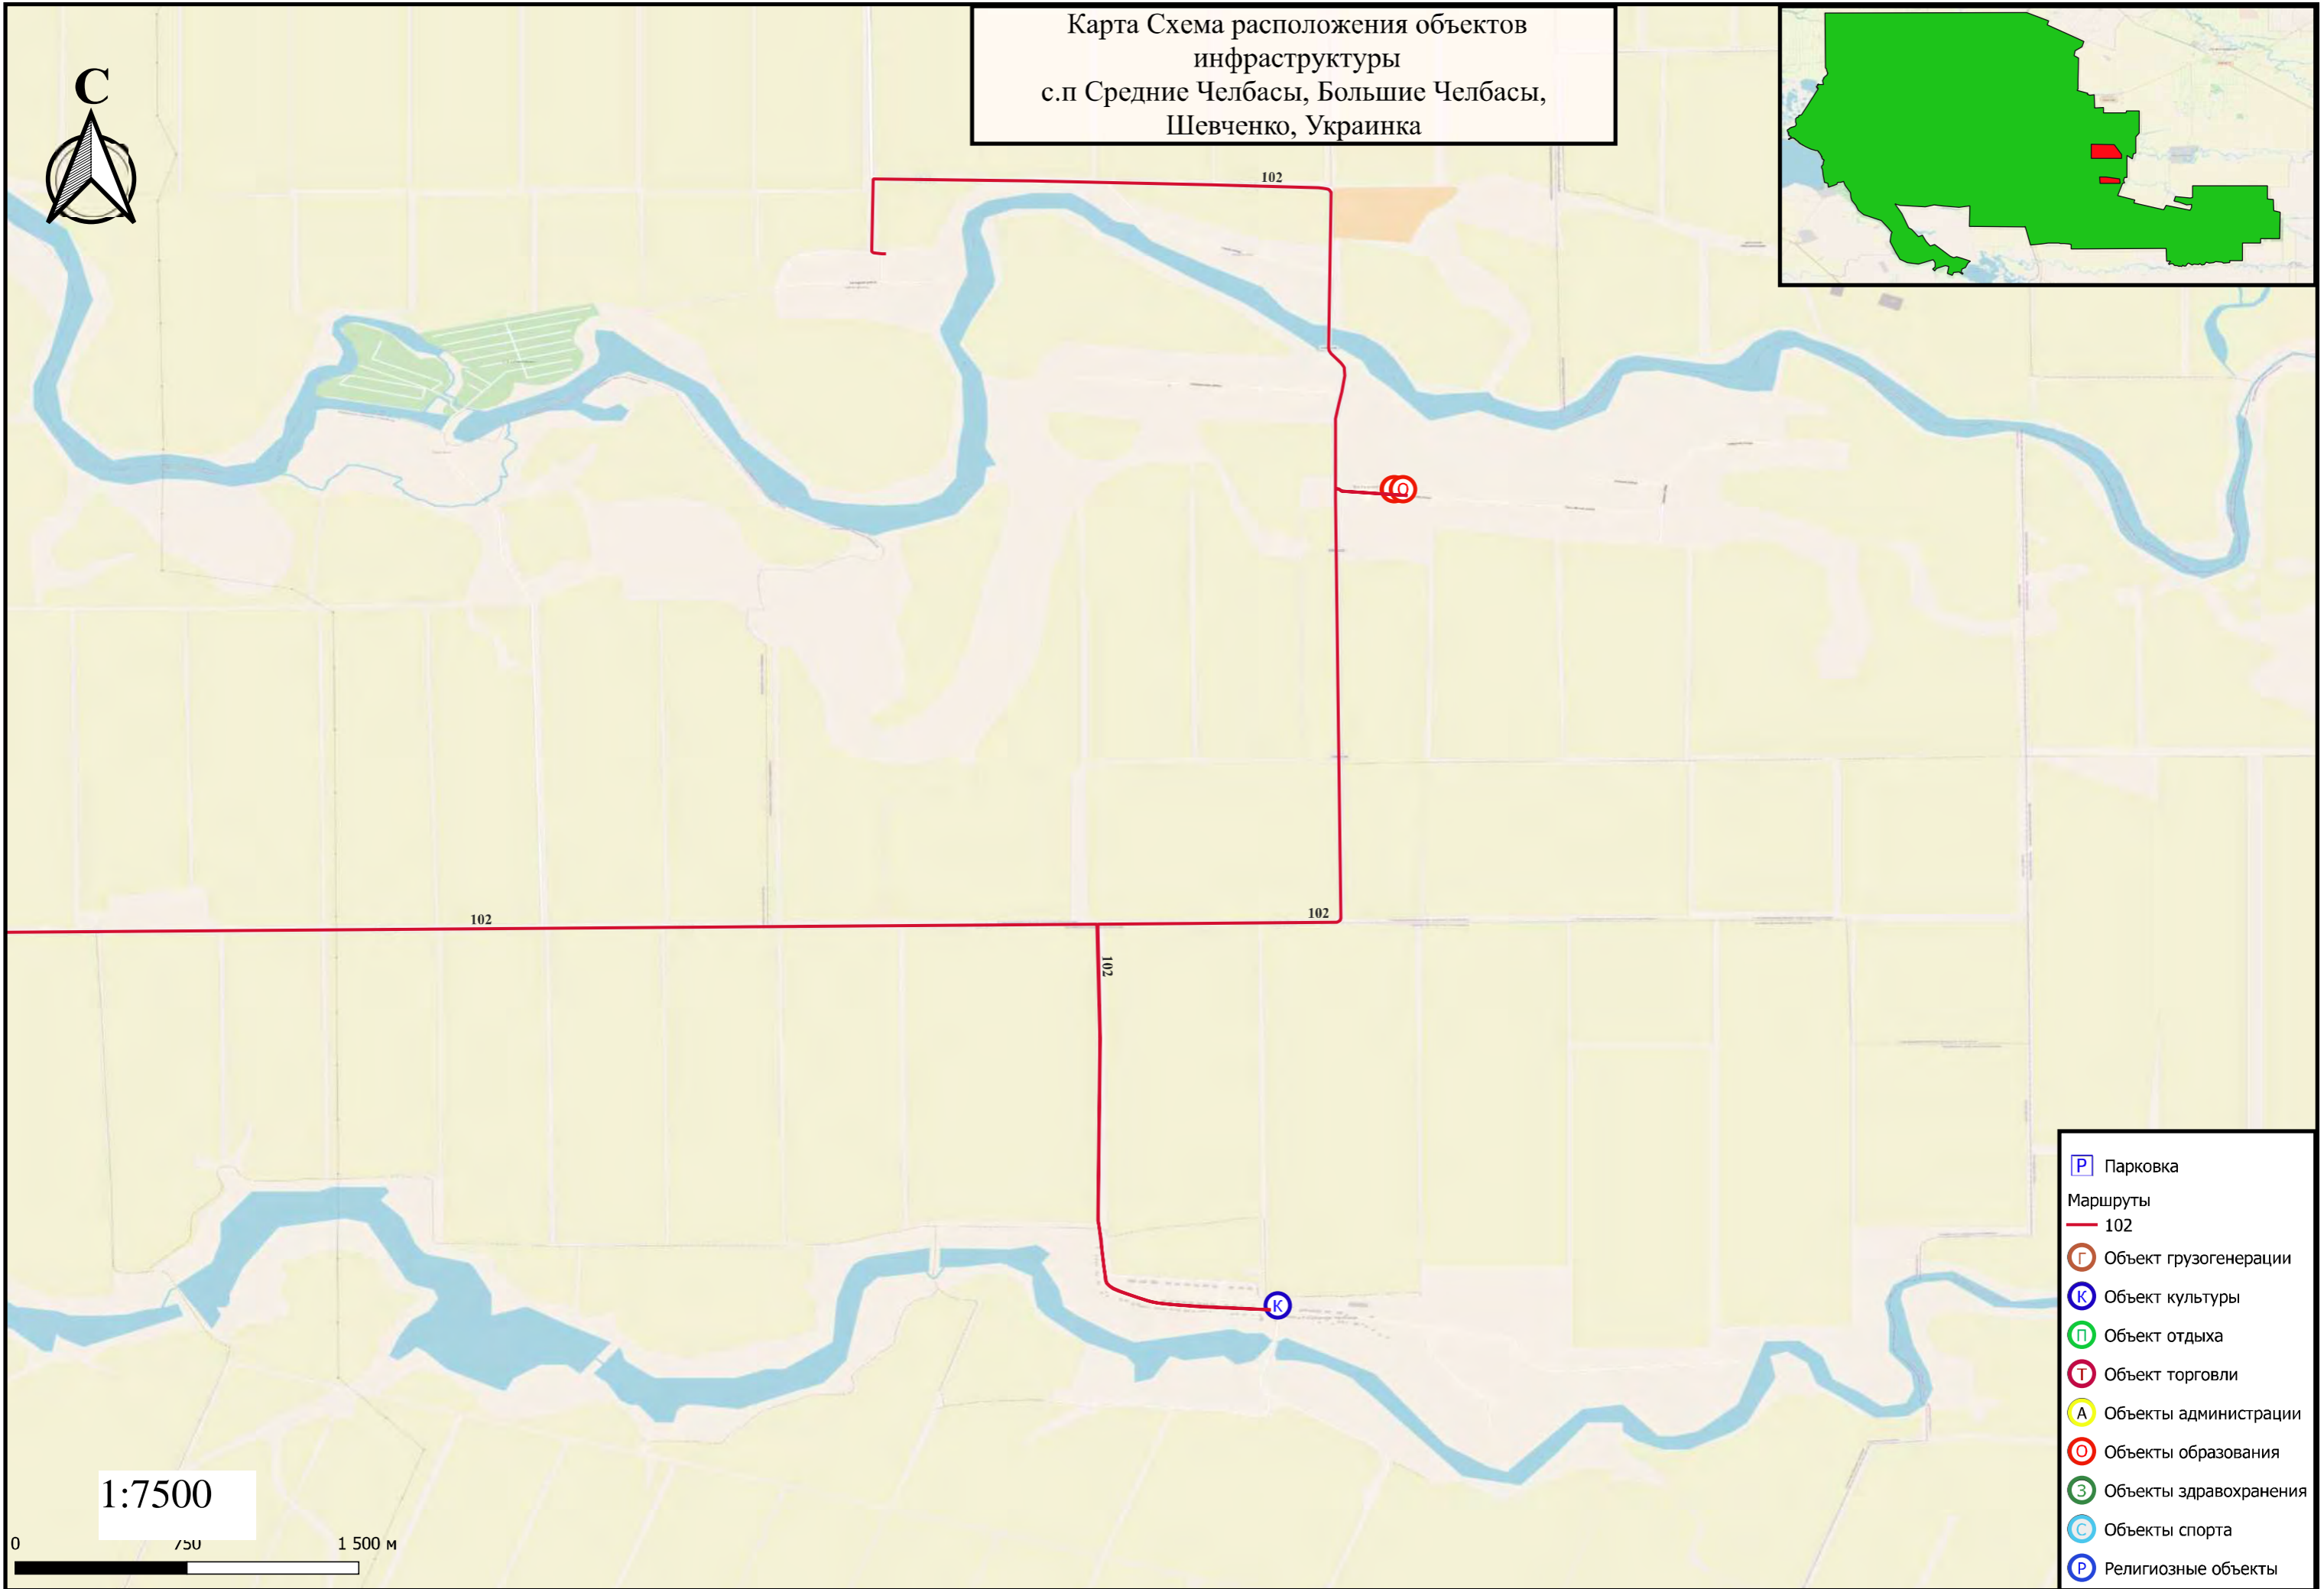 Карта Схема расположения объектов
инфраструктуры
с.п Средние Челбасы, Большие Челбасы,
Шевченко, Украинка
С
102
О
102
102
102
К
Р Парковка
Маршруты
102
Г Объект грузогенерации
К Объект культуры
П Объект отдыха
Т Объект торговли
А Объекты администрации
О Объекты образования
З Объекты здравохранения
С Объекты спорта
Р Религиозные объекты
1:7500
0 750 1 500 м